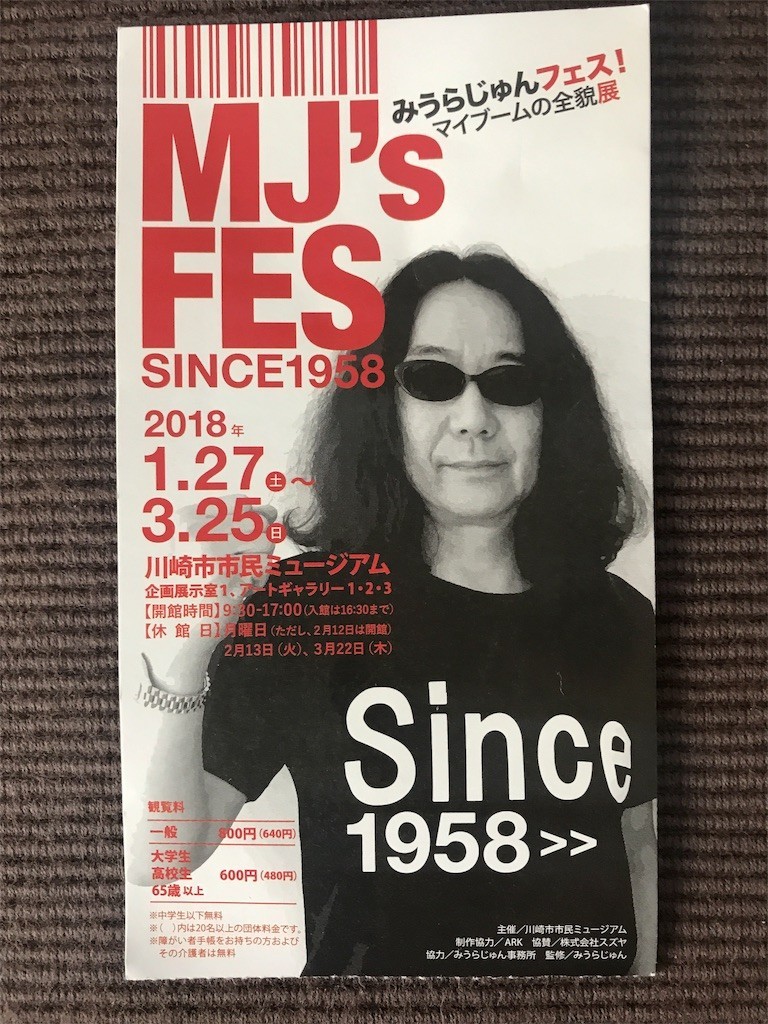 みうらじゅんフェス!
マイブームの全貌展
MJ's
FES
SINCE1958
2018年
1.27土〜
3.25日
川崎市市民ミュージアム
企画展示室1、アートギャラリー1・2・3
【開館時間】9:30-17:00(入館は16:30まで)
【休館日】月曜日(ただし、2月12日は開館)
2月13日(火)、3月22日(木)
Since
1958>>
観覧料
一般 800円(640円)
大学生
高校生 600円(480円)
65歳以上
※中学生以下無料
※( )内は20名以上の団体料金です。
※障がい者手帳をお持ちの方および
その介護者は無料
主催/川崎市市民ミュージアム
制作協力/ARK 協賛/株式会社スズヤ
協力/みうらじゅん事務所 監修/みうらじゅん